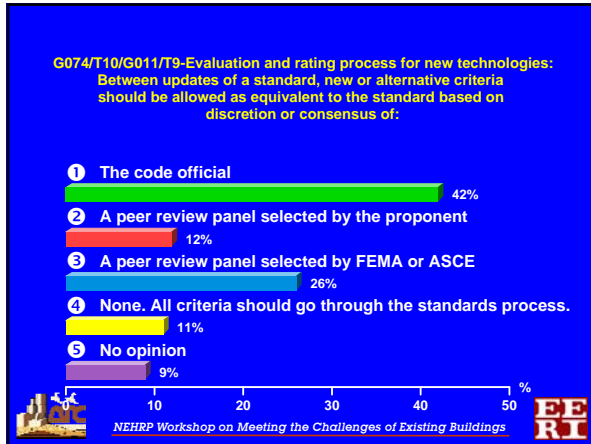 G074/T10/G011/T9-Evaluation and rating process for new technologies:
Between updates of a standard, new or alternative criteria
should be allowed as equivalent to the standard based on
discretion or consensus of:
❶ The code official
42%
❷ A peer review panel selected by the proponent
12%
❸ A peer review panel selected by FEMA or ASCE
26%
❹ None. All criteria should go through the standards process.
11%
❺ No opinion
9%
%
0 10 20 30 40 50
NEHRP Workshop on Meeting the Challenges of Existing Buildings
EE
RI